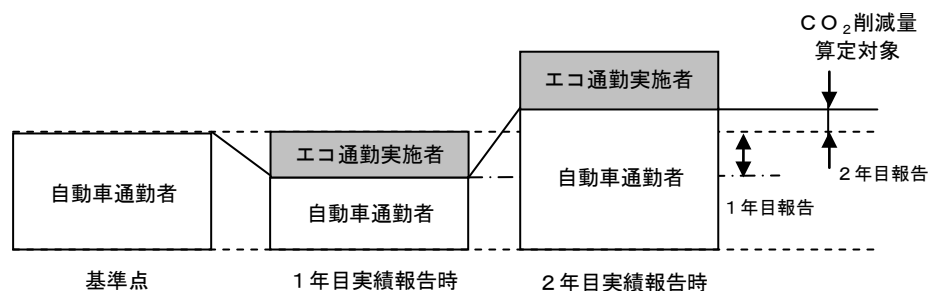 ＣＯ₂削減量
算定対象
エコ通勤実施者
エコ通勤実施者
自動車通勤者
自動車通勤者
自動車通勤者
２年目報告
１年目報告
基準点
１年目実績報告時
２年目実績報告時